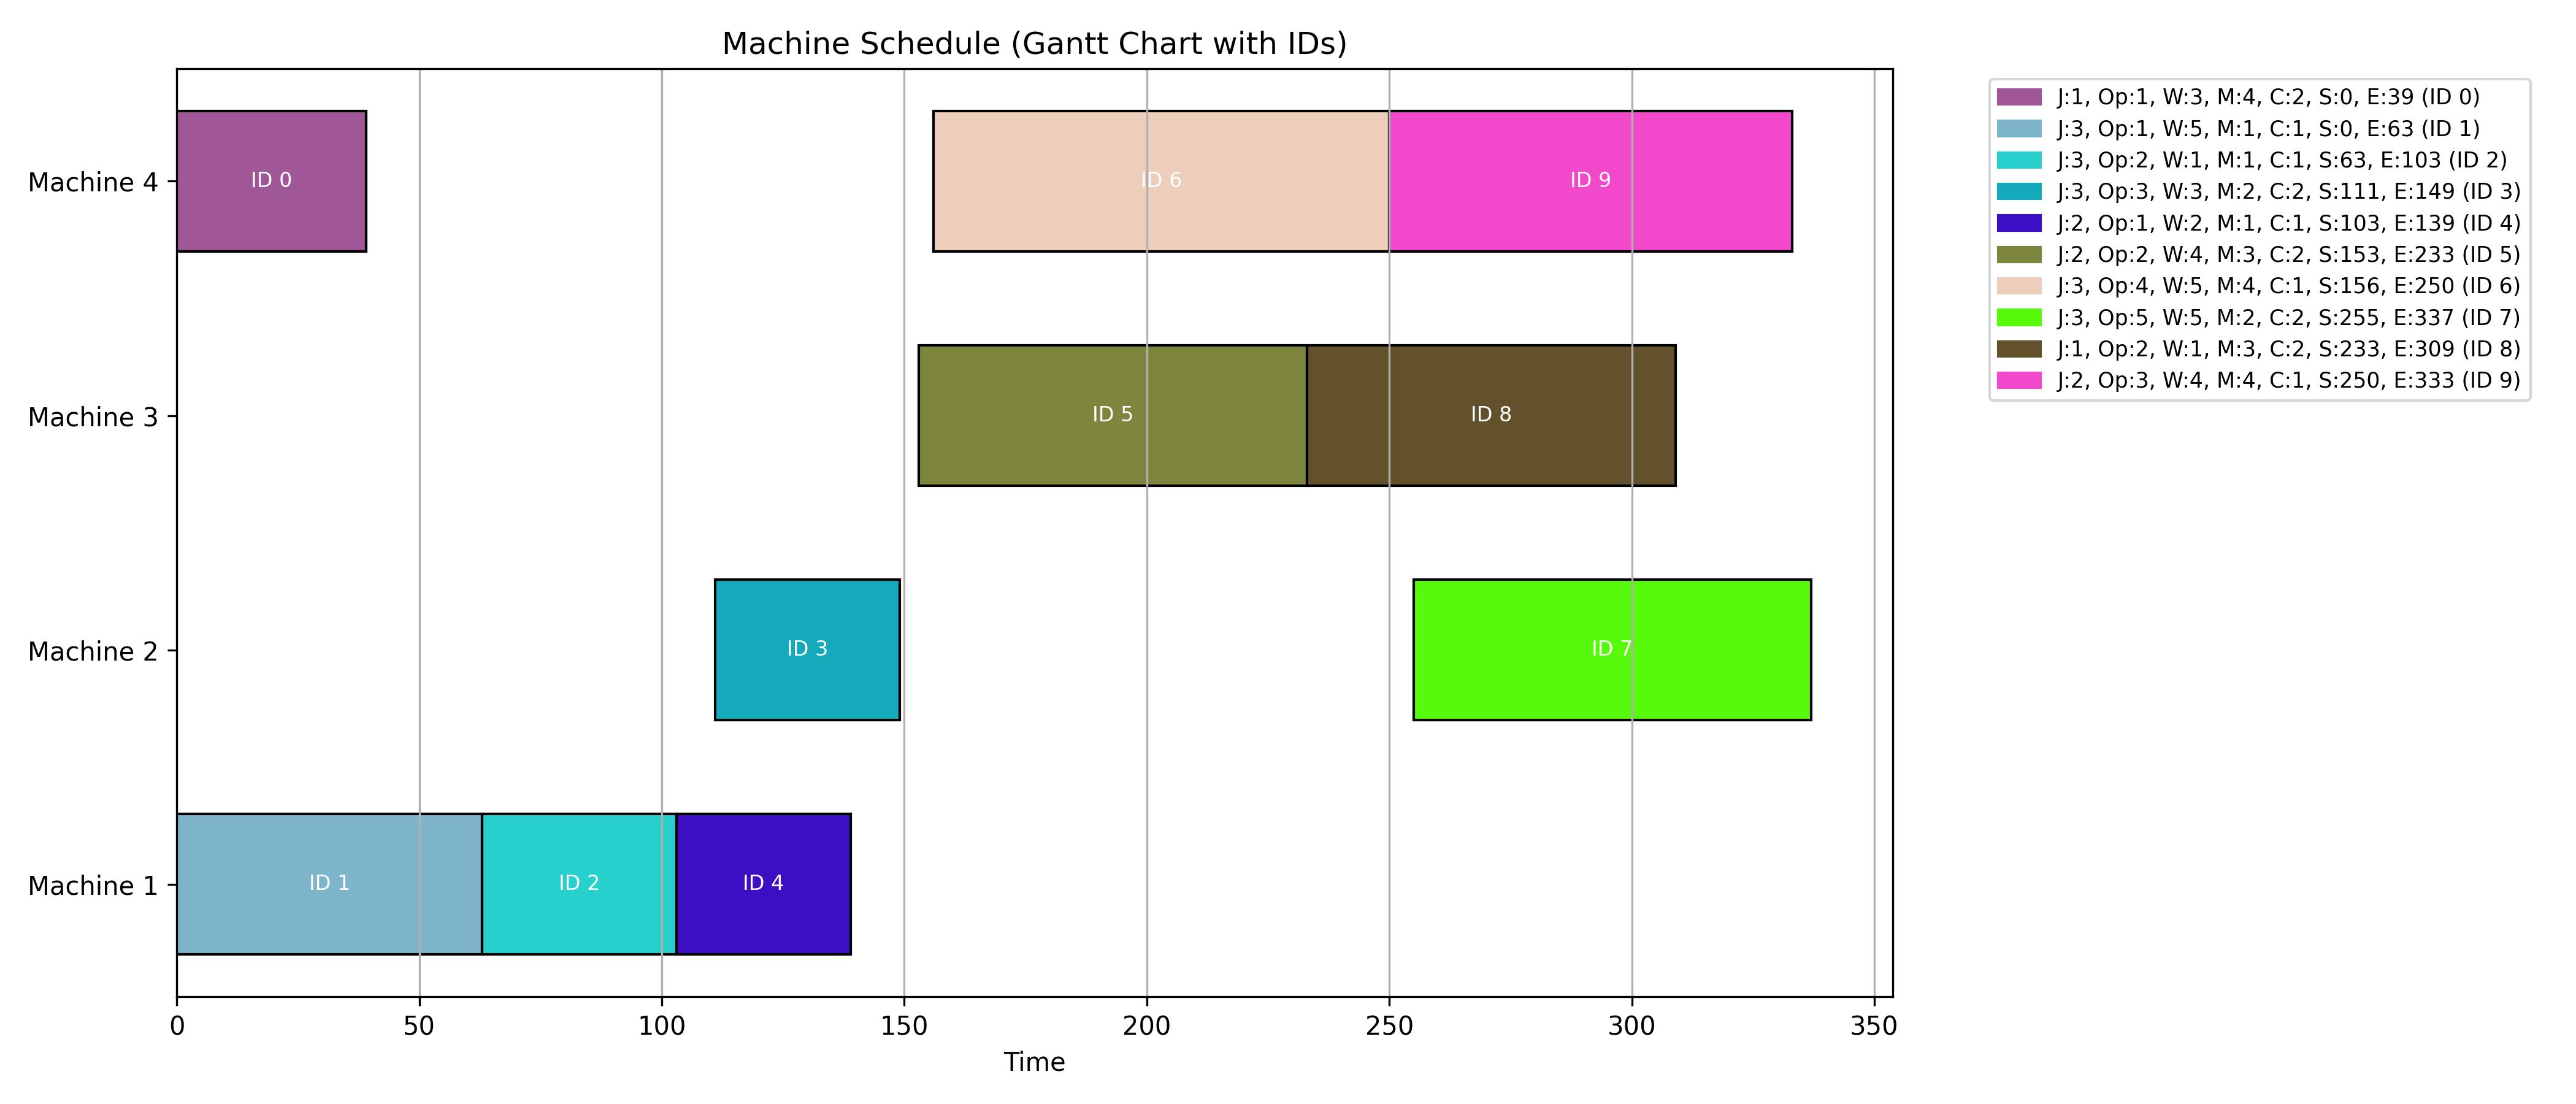 Machine Schedule (Gantt Chart with IDs)
Machine 4
Machine 3
Machine 2
Machine 1
ID 0
ID 6
ID 9
ID 5
ID 8
ID 3
ID 7
ID 1
ID 2
ID 4
0
50
100
150
200
250
300
350
Time
J:1, Op:1, W:3, M:4, C:2, S:0, E:39 (ID 0)
J:3, Op:1, W:5, M:1, C:1, S:0, E:63 (ID 1)
J:3, Op:2, W:1, M:1, C:1, S:63, E:103 (ID 2)
J:3, Op:3, W:3, M:2, C:2, S:111, E:149 (ID 3)
J:2, Op:1, W:2, M:1, C:1, S:103, E:139 (ID 4)
J:2, Op:2, W:4, M:3, C:2, S:153, E:233 (ID 5)
J:3, Op:4, W:5, M:4, C:1, S:156, E:250 (ID 6)
J:3, Op:5, W:5, M:2, C:2, S:255, E:337 (ID 7)
J:1, Op:2, W:1, M:3, C:2, S:233, E:309 (ID 8)
J:2, Op:3, W:4, M:4, C:1, S:250, E:333 (ID 9)